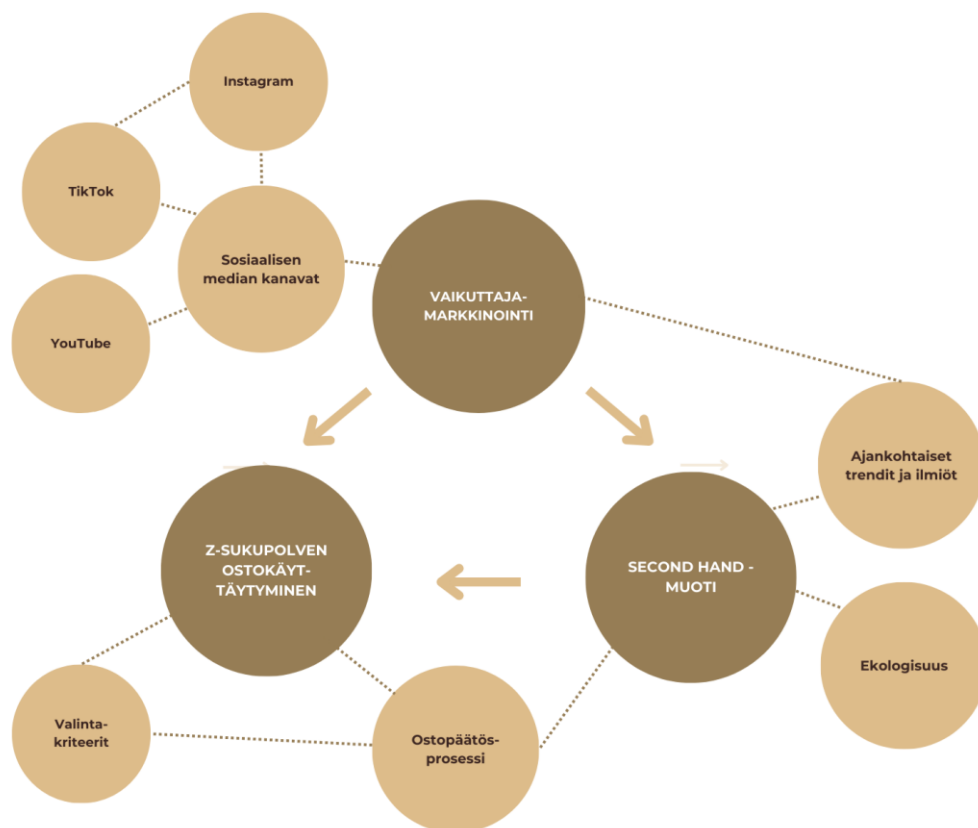 Instagram
TikTok
Sosiaalisen
median kanavat
YouTube
VAIKUTTAJA-
MARKKINOINTI
Ajankohtaiset
trendit ja ilmiöt
Z-SUKUPOLVEN
OSTOKÄYT-
TÄYTYMINEN
SECOND HAND -
MUOTI
Ekologisuus
Valinta-
kriteerit
Ostopäätös-
prosessi